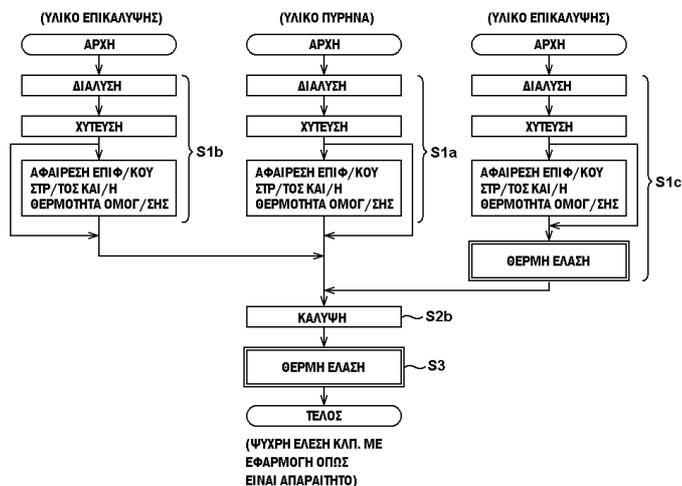 (ΥΛΙΚΟ ΕΠΙΚΑΛΥΨΗΣ)
ΑΡΧΗ
ΔΙΑΛΥΣΗ
ΧΥΤΕΥΣΗ
ΑΦΑΙΡΕΣΗ ΕΠΙΦ/ΚΟΥ
ΣΤΡ/ΤΟΣ ΚΑΙ/Η
ΘΕΡΜΟΤΗΤΑ ΟΜΟΓ/ΣΗΣ
S1b
(ΥΛΙΚΟ ΠΥΡΗΝΑ)
ΑΡΧΗ
ΔΙΑΛΥΣΗ
ΧΥΤΕΥΣΗ
ΑΦΑΙΡΕΣΗ ΕΠΙΦ/ΚΟΥ
ΣΤΡ/ΤΟΣ ΚΑΙ/Η
ΘΕΡΜΟΤΗΤΑ ΟΜΟΓ/ΣΗΣ
S1a
(ΥΛΙΚΟ ΕΠΙΚΑΛΥΨΗΣ)
ΑΡΧΗ
ΔΙΑΛΥΣΗ
ΧΥΤΕΥΣΗ
ΑΦΑΙΡΕΣΗ ΕΠΙΦ/ΚΟΥ
ΣΤΡ/ΤΟΣ ΚΑΙ/Η
ΘΕΡΜΟΤΗΤΑ ΟΜΟΓ/ΣΗΣ
ΘΕΡΜΗ ΕΛΑΣΗ
S1c
ΚΑΛΥΨΗ
S2b
ΘΕΡΜΗ ΕΛΑΣΗ
S3
ΤΕΛΟΣ
(ΨΥΧΡΗ ΕΛΕΣΗ ΚΛΠ. ΜΕ
ΕΦΑΡΜΟΓΗ ΟΠΩΣ
ΕΙΝΑΙ ΑΠΑΡΑΙΤΗΤΟ)